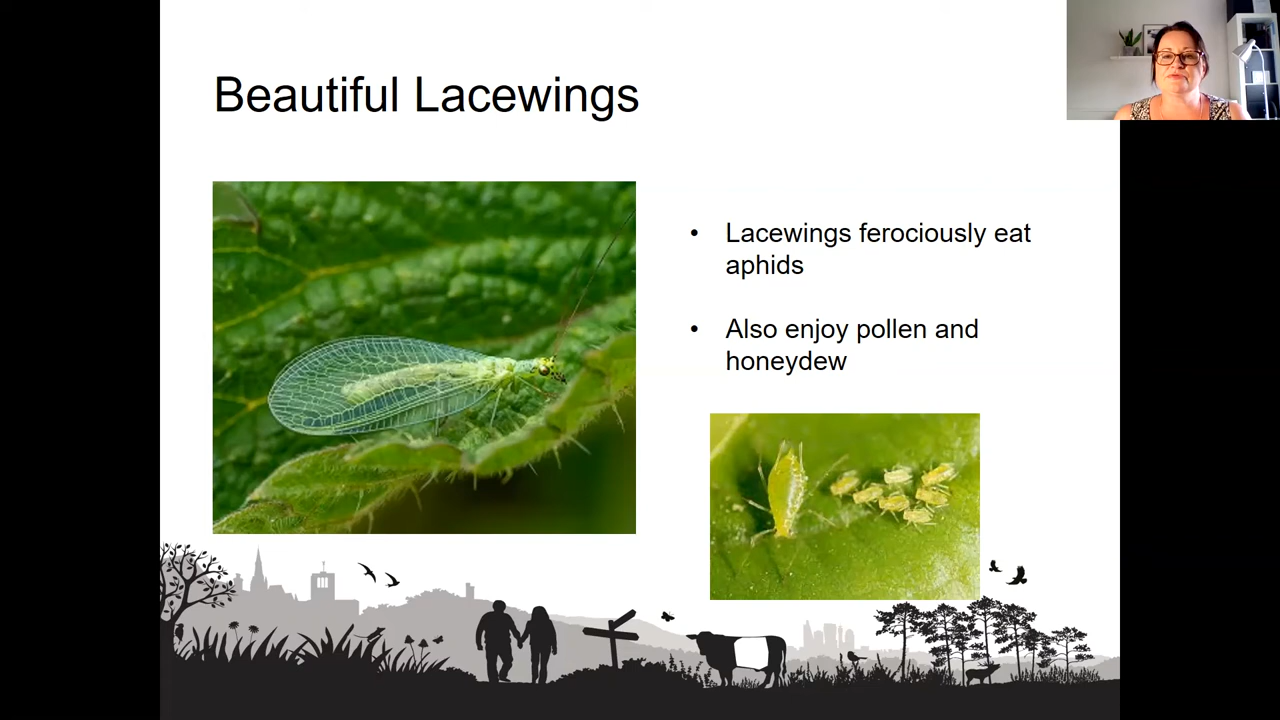 Beautiful Lacewings
• Lacewings ferociously eat
aphids
• Also enjoy pollen and
honeydew